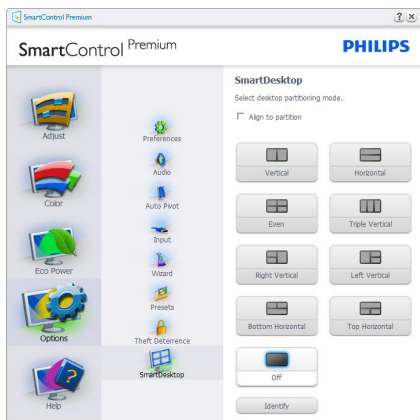 SmartControl Premium
SmartControl Premium
PHILIPS
Adjust
Color
Eco Power
Options
Help
Preferences
Audio
Auto Pivot
Input
Wizard
Presets
Theft Deterrence
SmartDesktop
SmartDesktop
Select desktop partitioning mode.
Align to partition
Vertical
Horizontal
Even
Triple Vertical
Right Vertical
Left Vertical
Bottom Horizontal
Top Horizontal
Off
Identify